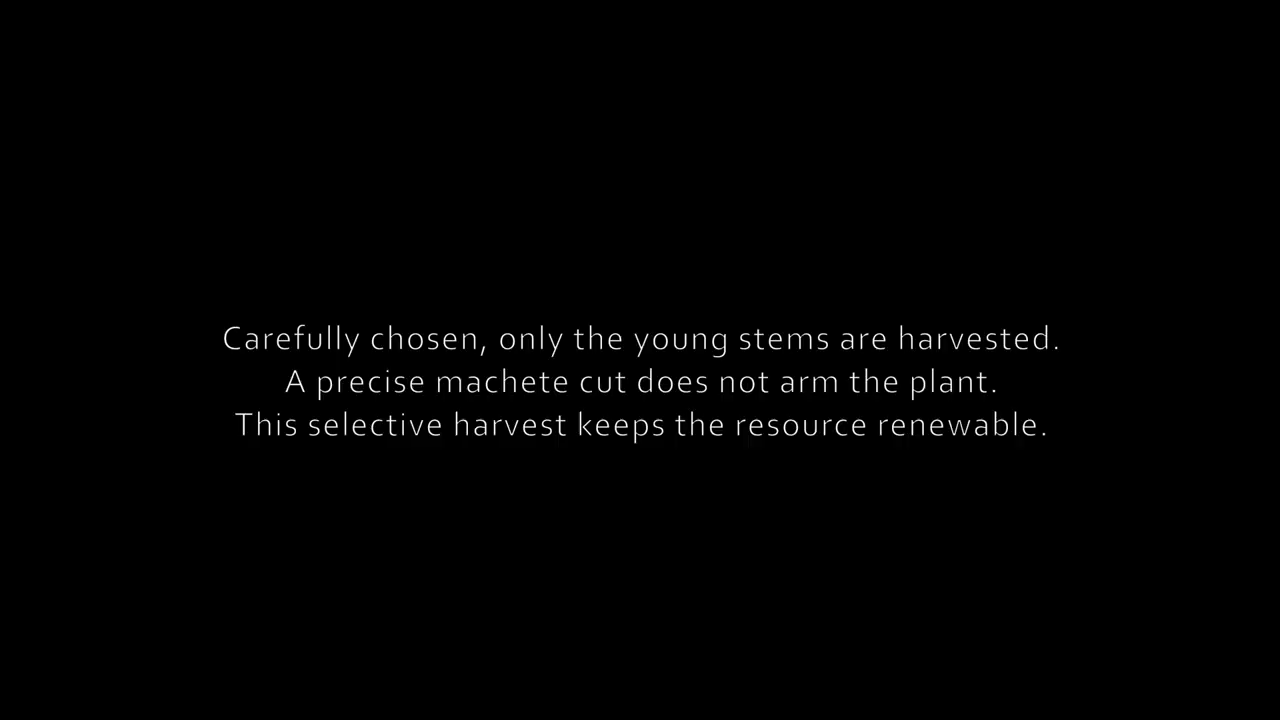 Carefully chosen, only the young stems are harvested.
A precise machete cut does not arm the plant.
This selective harvest keeps the resource renewable.